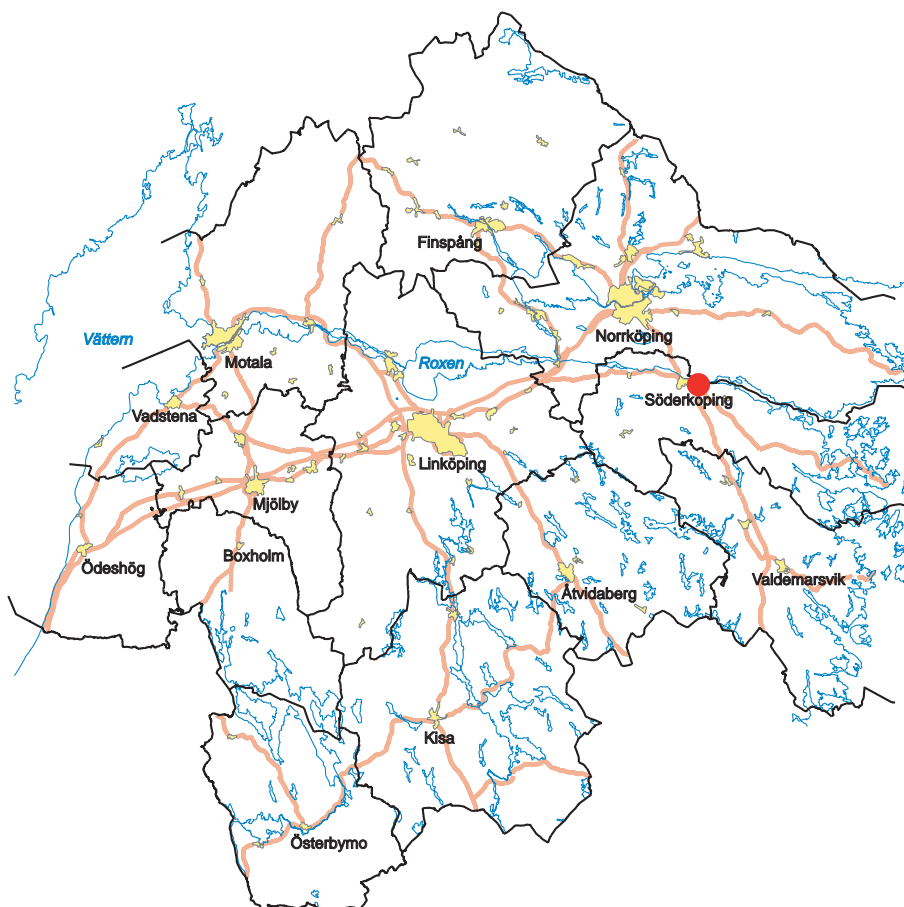 Finspång
Norrköping
Vättern
Motala
Roxen
Söderköping
Vadstena
Linköping
Mjölby
Boxholm
Ödeshög
Valdemarsvik
Åtvidaberg
Kisa
Österbymo